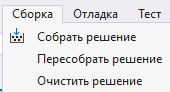 Сборка Отладка Тест
Собрать решение
Пересобрать решение
Очистить решение